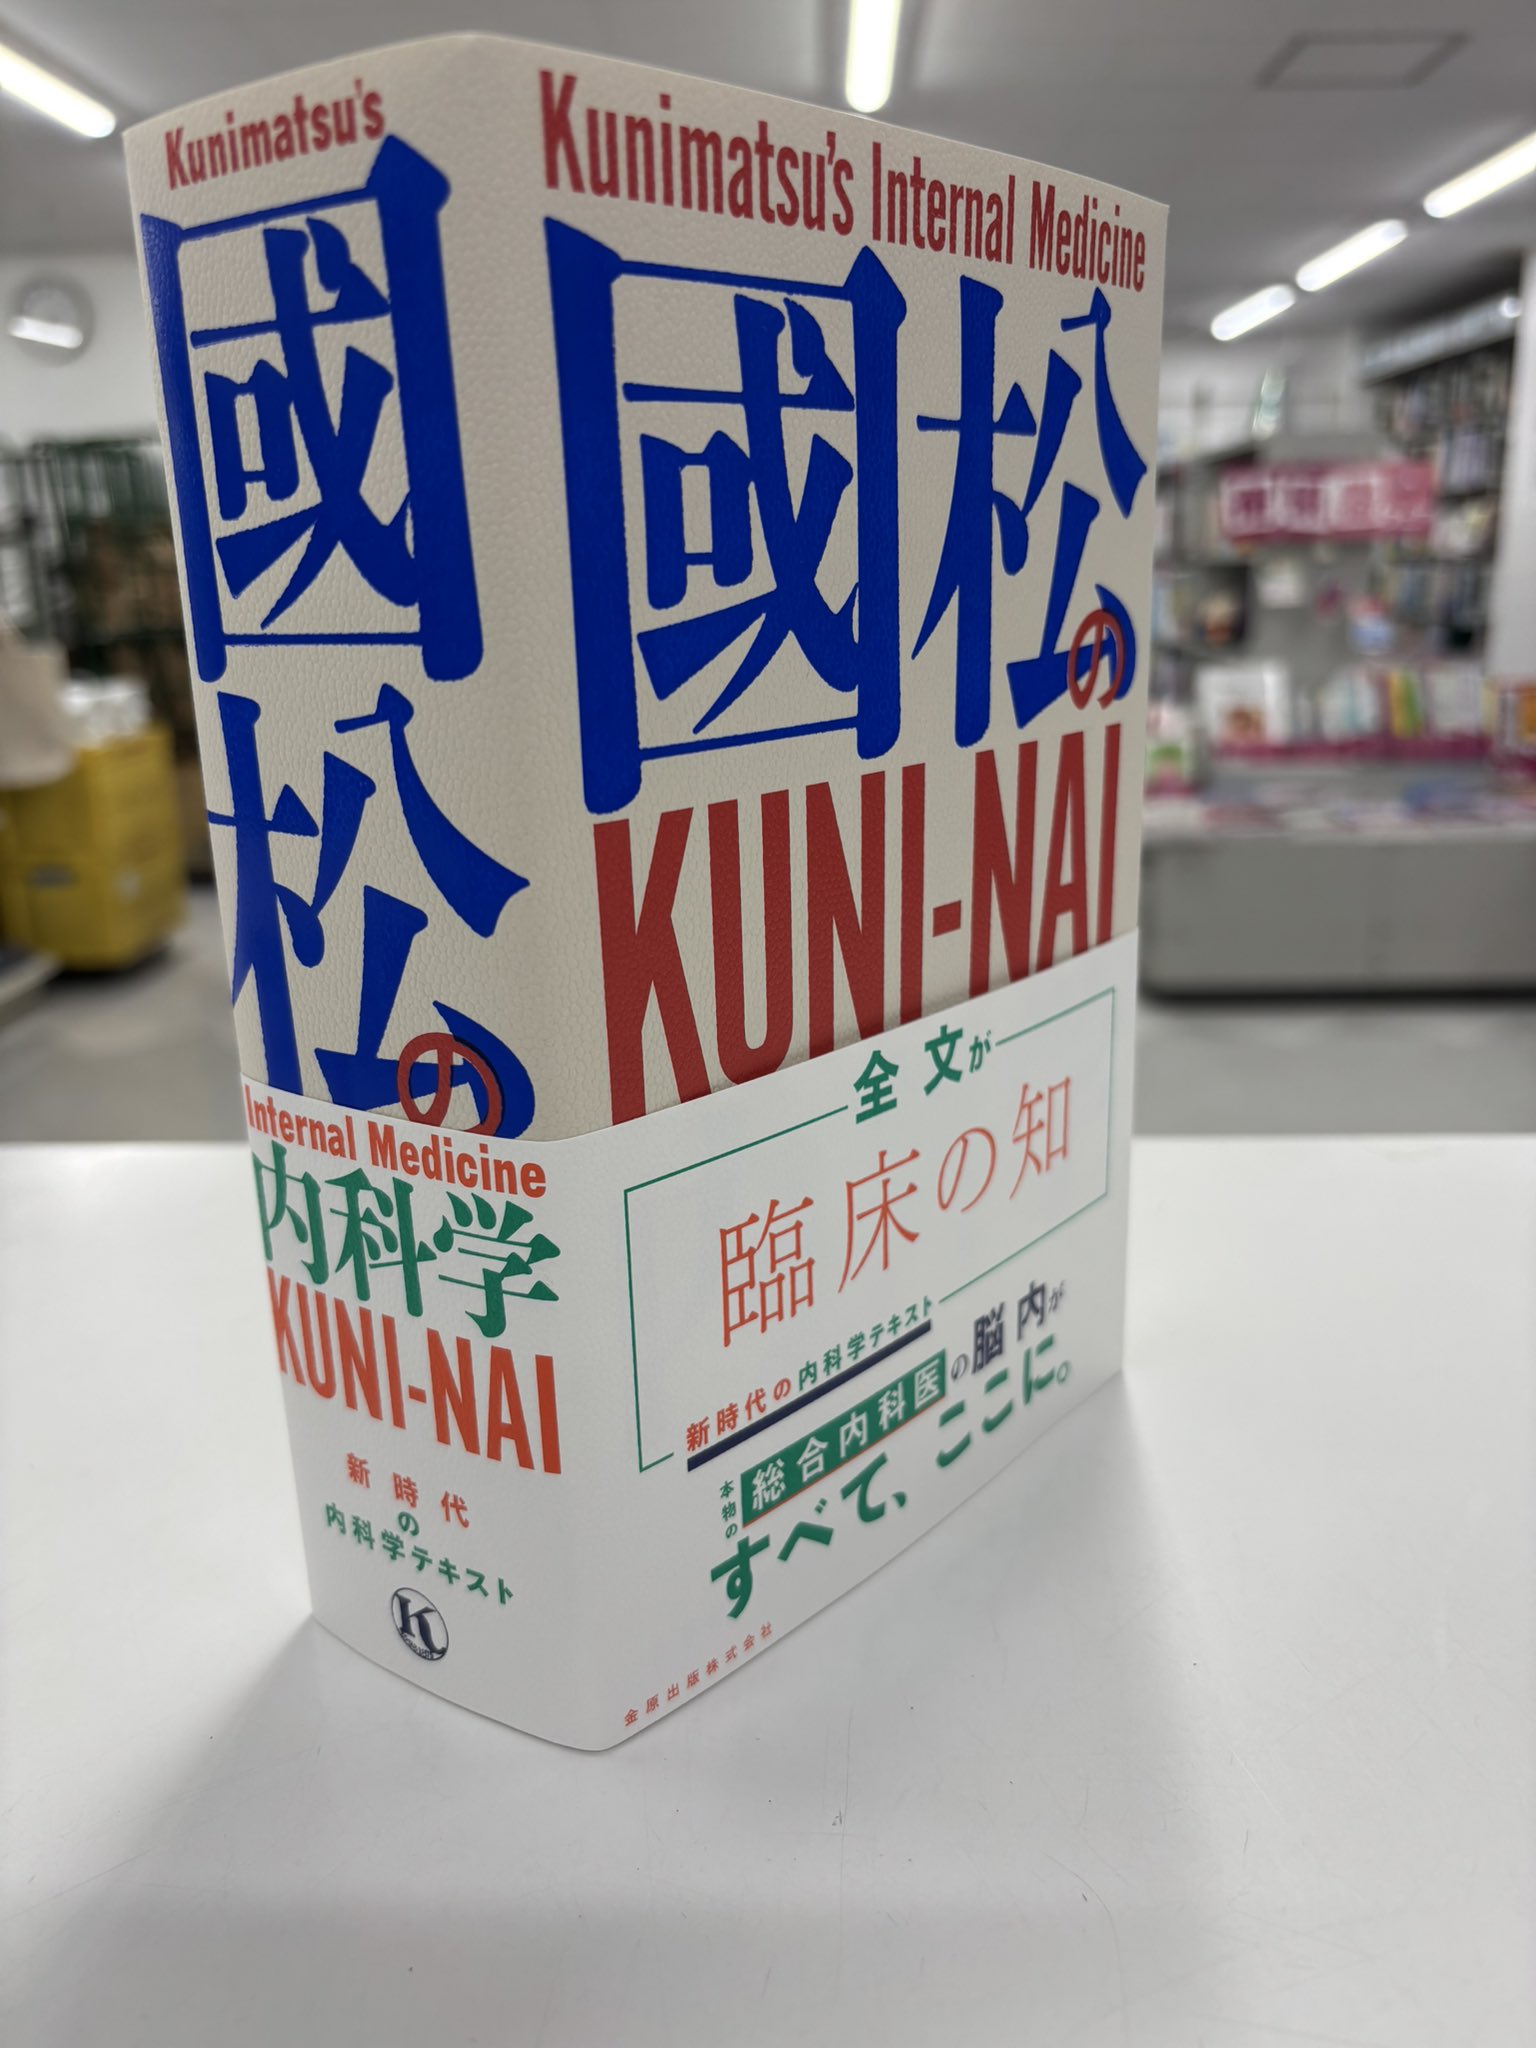 Kunimatsu's
國
松
の
Internal Medicine
内科学
KUNI-NAI
新時代
の
内科学テキスト
K
Kunimatsu's Internal Medicine
國松の
KUNI-NAI
全文が
臨床の知
新時代の内科学テキスト
本物の
総合内科医の脳内が
すべて、ここに。
金原出版株式会社